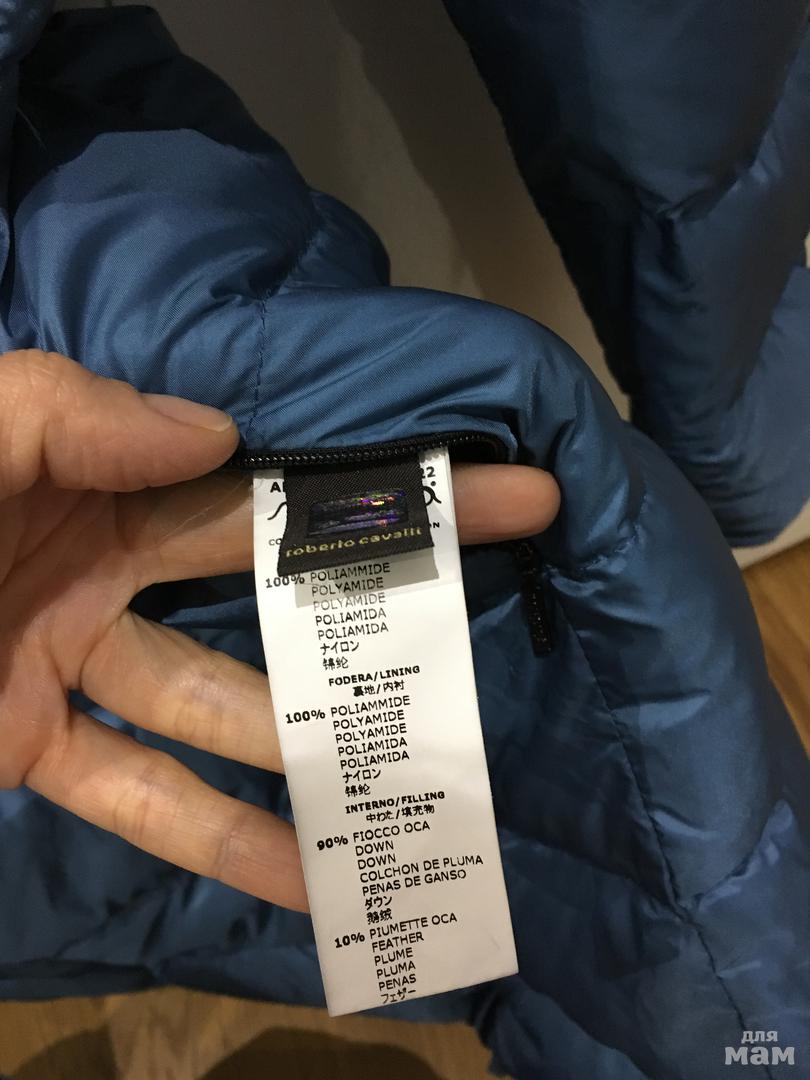 22
roberto cavalli
100% POLIAMMIDE
POLYAMIDE
POLYAMIDE
POLIAMIDA
POLIAMIDA
ナイロン
锦纶
FODERA/LINING
裏地/内衬
100% POLIAMMIDE
POLYAMIDE
POLYAMIDE
POLIAMIDA
POLIAMIDA
ナイロン
锦纶
INTERNO/FILLING
中わた/填充物
90% FIOCCO OCA
DOWN
DOWN
COLCHON DE PLUMA
PENAS DE GANSO
ダウン
鹅绒
10% PIUMETTE OCA
FEATHER
PLUME
PLUMA
PENAS
フェザー
для
мам